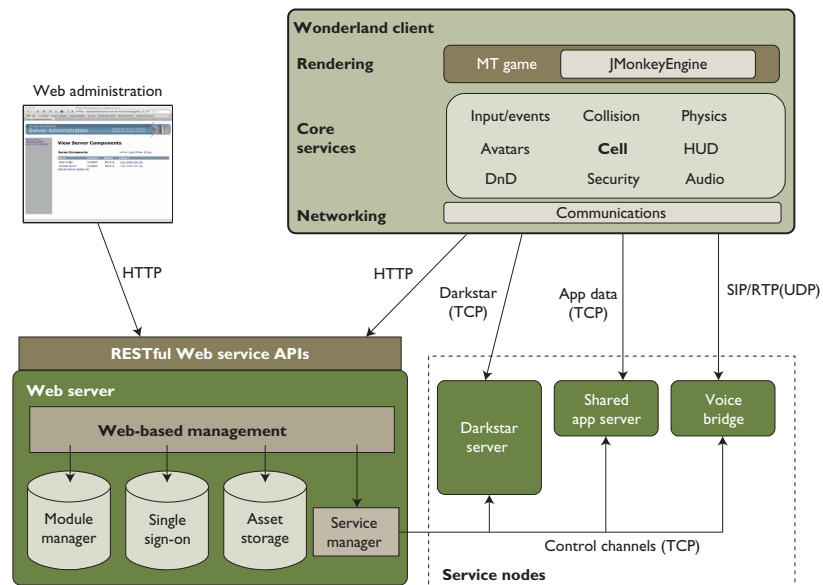 Wonderland client
Rendering
MT game
JMonkeyEngine
Web administration
Server Administration
View Server Components
Server Components
Core
services
Input/events
Collision
Physics
Avatars
Cell
HUD
DnD
Security
Audio
Networking
Communications
HTTP
HTTP
Darkstar
(TCP)
App data
(TCP)
SIP/RTP(UDP)
RESTful Web service APIs
Web server
Web-based management
Module
manager
Single
sign-on
Asset
storage
Service
manager
Darkstar
server
Shared
app server
Voice
bridge
Control channels (TCP)
Service nodes